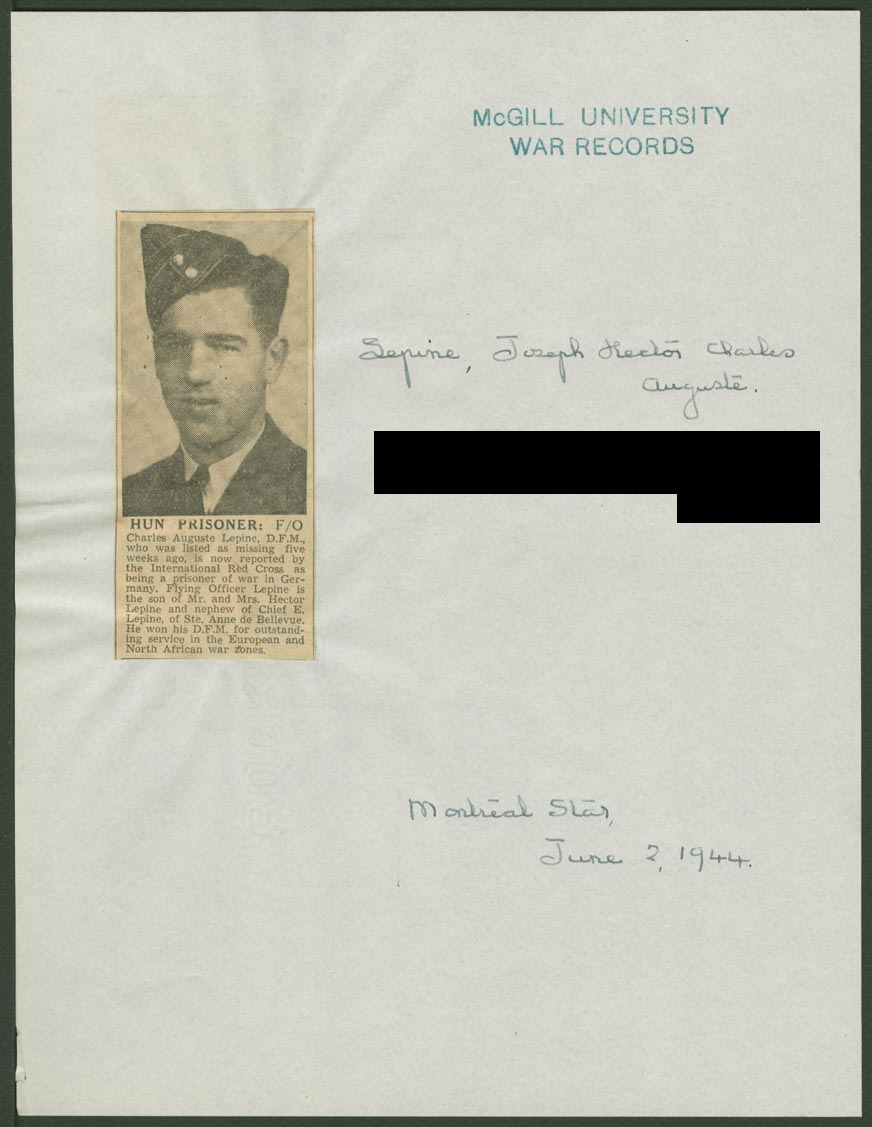 McGILL UNIVERSITY
WAR RECORDS
Lepine, Joseph Hector Charles
Auguste.
HUN PRISONER: F/O
Charles Auguste Lepine, D.F.M.,
who was listed as missing five
weeks ago, is now reported by
the International Red Cross as
being a prisoner of war in Ger-
many. Flying Officer Lepine is
the son of Mr. and Mrs. Hector
Lepine and nephew of Chief E.
Lepine, of Ste. Anne de Bellevue.
He won his D.F.M. for outstand-
ing service in the European and
North African war zones.
Montreal Star,
June 2, 1944.